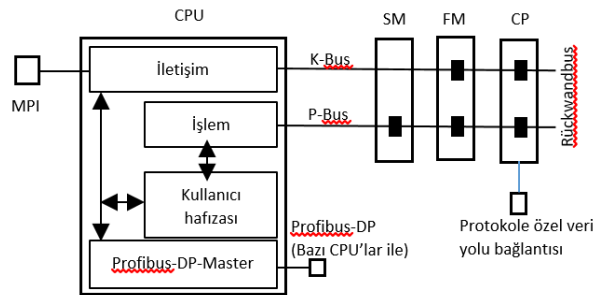 CPU
SM
FM
CP
İletişim
K-Bus
MPI
İşlem
P-Bus
Rückwandbus
Kullanıcı
hafızası
Profibus-DP
(Bazı CPU'lar ile)
Profibus-DP-Master
Protokole özel veri
yolu bağlantısı